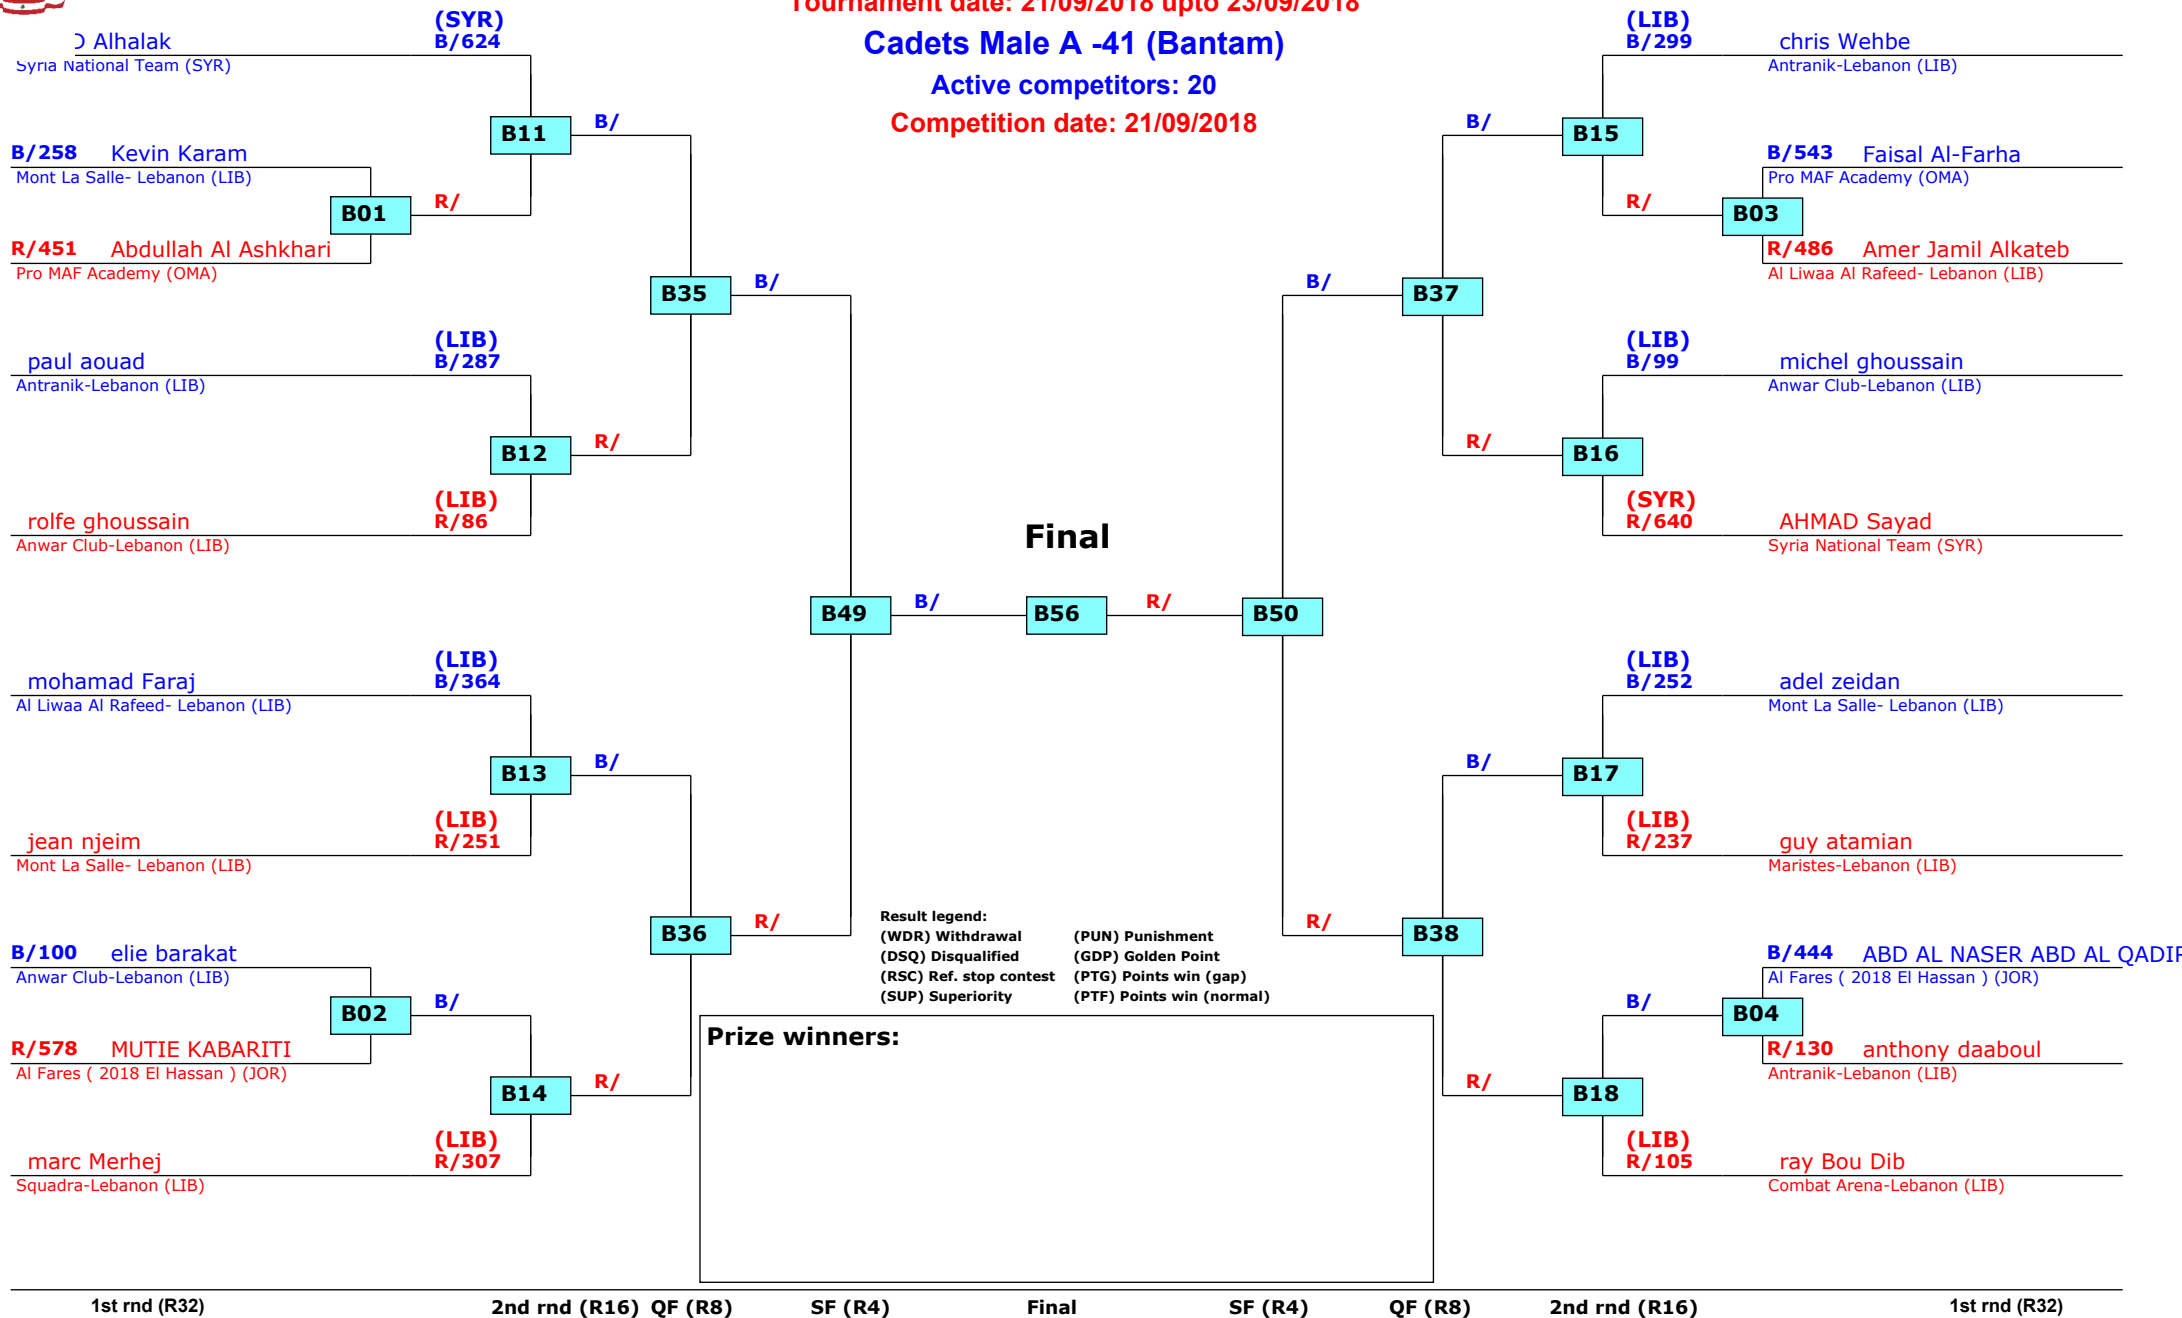 Tournament date: 21/09/2018 upto 23/09/2018
Cadets Male A -41 (Bantam)
Active competitors: 20
Competition date: 21/09/2018
(SYR)
Alhalak B/624
Syria National Team (SYR)
B11
B/
B/258 Kevin Karam
Mont La Salle- Lebanon (LIB)
B01
R/
R/451 Abdullah Al Ashkhari
Pro MAF Academy (OMA)
B35
B/
(LIB)
paul aouad B/287
Antranik-Lebanon (LIB)
B12
R/
(LIB)
rolfe ghoussain R/86
Anwar Club-Lebanon (LIB)
(LIB)
mohamad Faraj B/364
Al Liwaa Al Rafeed- Lebanon (LIB)
B13
B/
(LIB)
jean njeim R/251
Mont La Salle- Lebanon (LIB)
B36
R/
B/100 elie barakat
Anwar Club-Lebanon (LIB)
B02
B/
R/578 MUTIE KABARITI
Al Fares ( 2018 El Hassan ) (JOR)
B14
R/
(LIB)
marc Merhej R/307
Squadra-Lebanon (LIB)
Final
B49
B/
B56
R/
B50
(LIB)
B/299 chris Wehbe
Antranik-Lebanon (LIB)
B/
B15
B/543 Faisal Al-Farha
Pro MAF Academy (OMA)
R/
B03
R/486 Amer Jamil Alkateb
Al Liwaa Al Rafeed- Lebanon (LIB)
B/
B37
(LIB)
B/99 michel ghoussain
Anwar Club-Lebanon (LIB)
R/
B16
(SYR)
R/640 AHMAD Sayad
Syria National Team (SYR)
(LIB)
B/252 adel zeidan
Mont La Salle- Lebanon (LIB)
B/
B17
(LIB)
R/237 guy atamian
Maristes-Lebanon (LIB)
R/
B38
B/444 ABD AL NASER ABD AL QADIR
Al Fares ( 2018 El Hassan ) (JOR)
B/
B04
R/130 anthony daaboul
Antranik-Lebanon (LIB)
R/
B18
(LIB)
R/105 ray Bou Dib
Combat Arena-Lebanon (LIB)
Result legend:
(WDR) Withdrawal (PUN) Punishment
(DSQ) Disqualified (GDP) Golden Point
(RSC) Ref. stop contest (PTG) Points win (gap)
(SUP) Superiority (PTF) Points win (normal)
Prize winners:
1st rnd (R32) 2nd rnd (R16) QF (R8) SF (R4) Final SF (R4) QF (R8) 2nd rnd (R16) 1st rnd (R32)